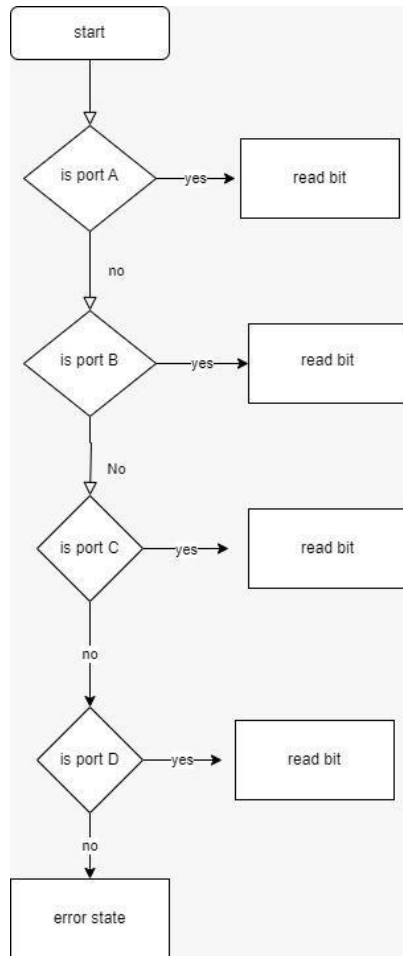 start
is port A
yes
read bit
no
is port B
yes
read bit
No
is port C
yes
read bit
no
is port D
yes
read bit
no
error state